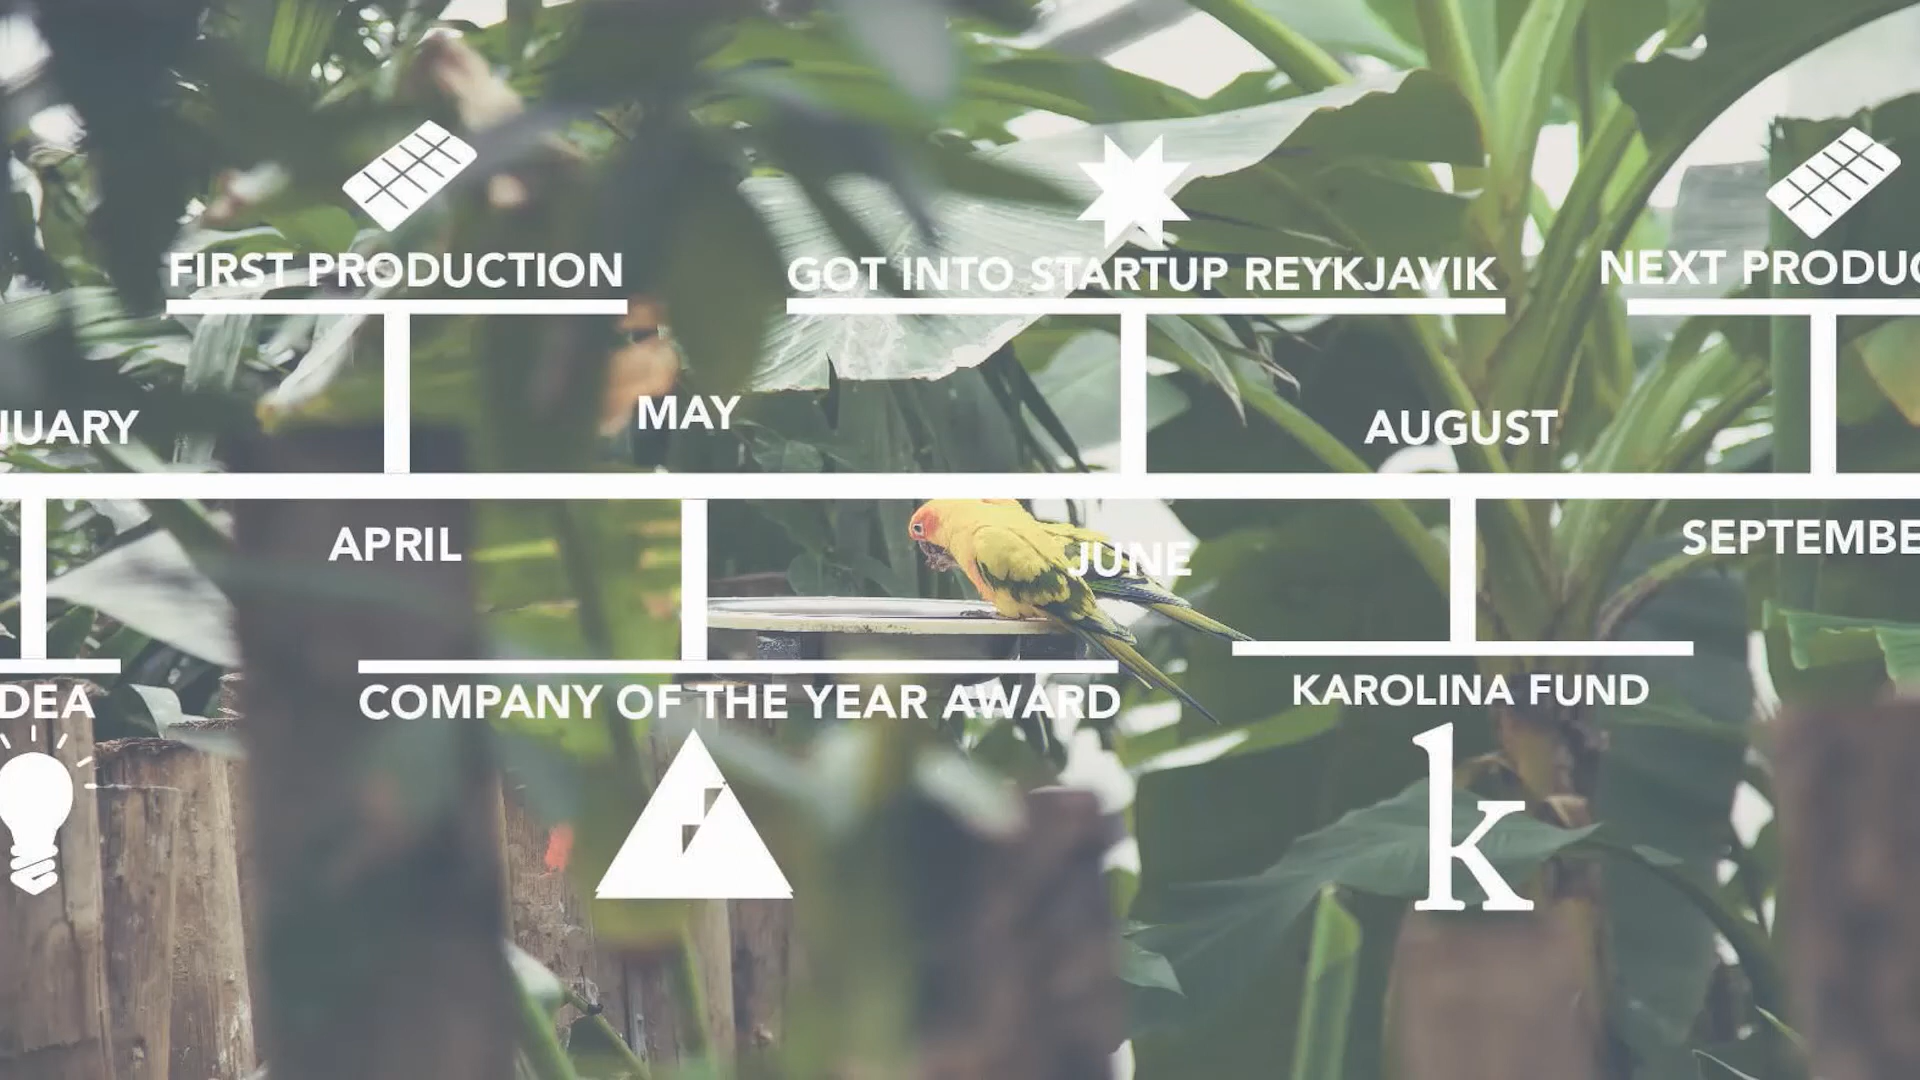 FIRST PRODUCTION
GOT INTO STARTUP REYKJAVIK
NEXT PRODUC
NUARY
MAY
AUGUST
APRIL
JUNE
SEPTEMBE
DEA
COMPANY OF THE YEAR AWARD
KAROLINA FUND
k